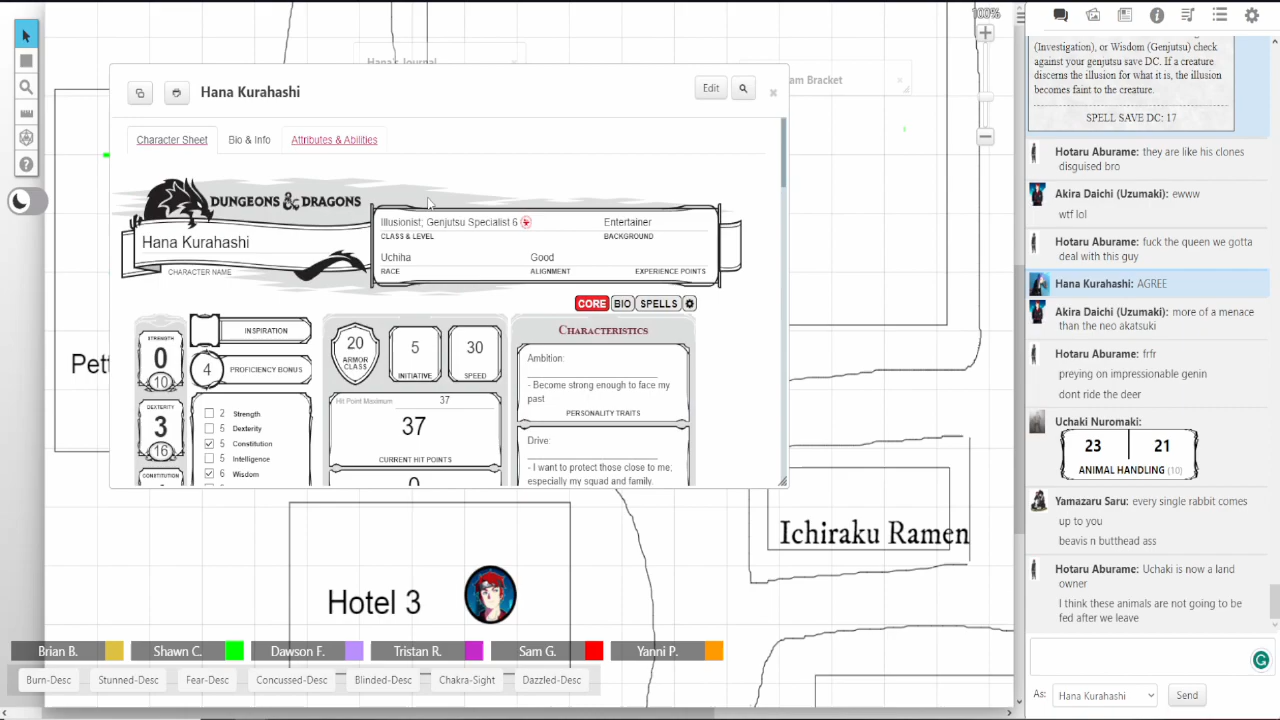 100%
Hana's Journal
am Bracket
Hana Kurahashi
Edit
Character Sheet
Bio & Info
Attributes & Abilities
DUNGEONS & DRAGONS
Hana Kurahashi
CHARACTER NAME
Illusionist; Genjutsu Specialist 6
Entertainer
CLASS & LEVEL
BACKGROUND
Uchiha
Good
RACE
ALIGNMENT
EXPERIENCE POINTS
CORE
BIO
SPELLS
STRENGTH
0
10
DEXTERITY
3
16
CONSTITUTION
INSPIRATION
4
PROFICIENCY BONUS
2 Strength
5 Dexterity
5 Constitution
5 Intelligence
6 Wisdom
20
ARMOR
CLASS
5
INITIATIVE
30
SPEED
Hit Point Maximum 37
37
CURRENT HIT POINTS
0
CHARACTERISTICS
Ambition:
- Become strong enough to face my
past
PERSONALITY TRAITS
Drive:
- I want to protect those close to me;
especially my squad and family.
Pett
Ichiraku Ramen
Hotel 3
Brian B.
Shawn C.
Dawson F.
Tristan R.
Sam G.
Yanni P.
Burn-Desc
Stunned-Desc
Fear-Desc
Concussed-Desc
Blinded-Desc
Chakra-Sight
Dazzled-Desc
(Investigation), or Wisdom (Genjutsu) check
against your genjutsu save DC. If a creature
discerns the illusion for what it is, the illusion
becomes faint to the creature.
SPELL SAVE DC: 17
Hotaru Aburame: they are like his clones
disguised bro
Akira Daichi (Uzumaki): ewww
wtf lol
Hotaru Aburame: fuck the queen we gotta
deal with this guy
Hana Kurahashi: AGREE
Akira Daichi (Uzumaki): more of a menace
than the neo akatsuki
Hotaru Aburame: frfr
preying on impressionable genin
dont ride the deer
Uchaki Nuromaki:
23 21
ANIMAL HANDLING (10)
Yamazaru Saru: every single rabbit comes
up to you
beavis n butthead ass
Hotaru Aburame: Uchaki is now a land
owner
I think these animals are not going to be
fed after we leave
As:
Hana Kurahashi
Send